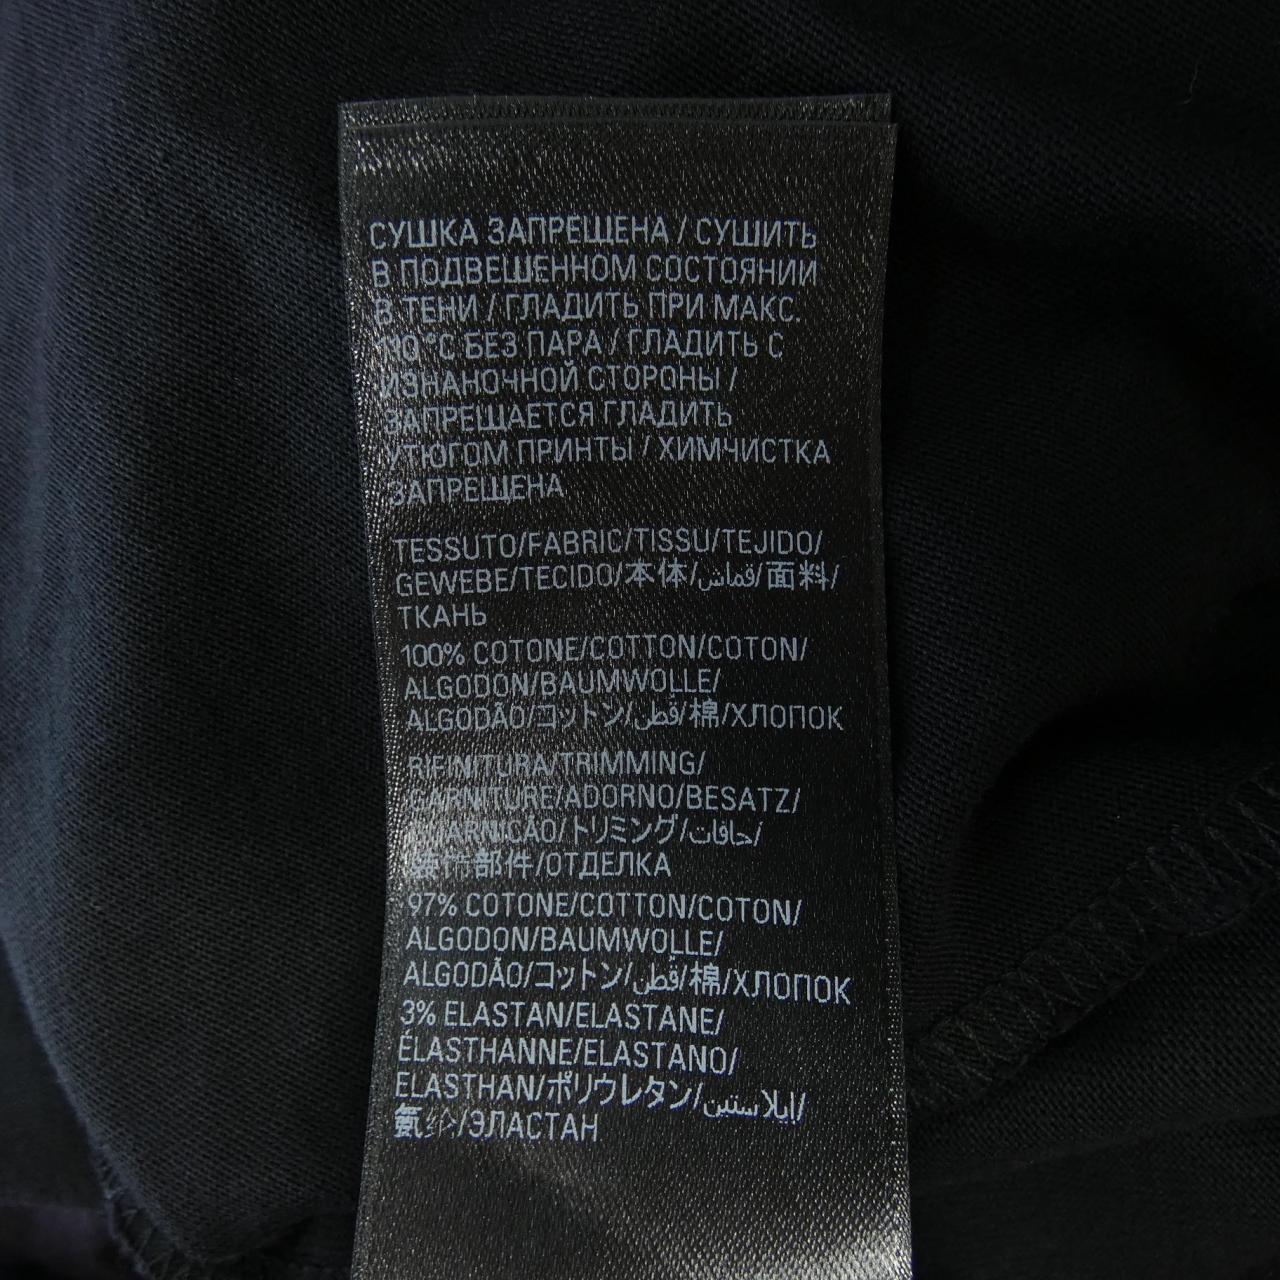 СУШКА ЗАПРЕЩЕНА / СУШИТЬ
В ПОДВЕШЕННОМ СОСТОЯНИИ
В ТЕНИ / ГЛАДИТЬ ПРИ МАКС.
°C БЕЗ ПАРА / ГЛАДИТЬ С
ИЗНАНОЧНОЙ СТОРОНЫ /
ЗАПРЕЩАЕТСЯ ГЛАДИТЬ
УТЮГОМ ПРИНТЫ / ХИМЧИСТКА
ЗАПРЕЩЕНА
TESSUTO/FABRIC/TISSU/TEJIDO/
GEWEBE/TECIDO/本体/قماش/面料/
ТКАНЬ
100% COTONE/COTTON/COTON/
ALGODON/BAUMWOLLE/
ALGODÃO/コットン/قطن/棉/ХЛОПОК
RIFINITURA/TRIMMING/
GARNITURE/ADORNO/BESATZ/
GUARNIÇÃO/トリミング/حافات/
装饰部件/ОТДЕЛКА
97% COTONE/COTTON/COTON/
ALGODON/BAUMWOLLE/
ALGODÃO/コットン/قطن/棉/ХЛОПОК
3% ELASTAN/ELASTANE/
ÉLASTHANNE/ELASTANO/
ELASTHAN/ポリウレタン/إيلاستين/
氨纶/ЭЛАСТАН